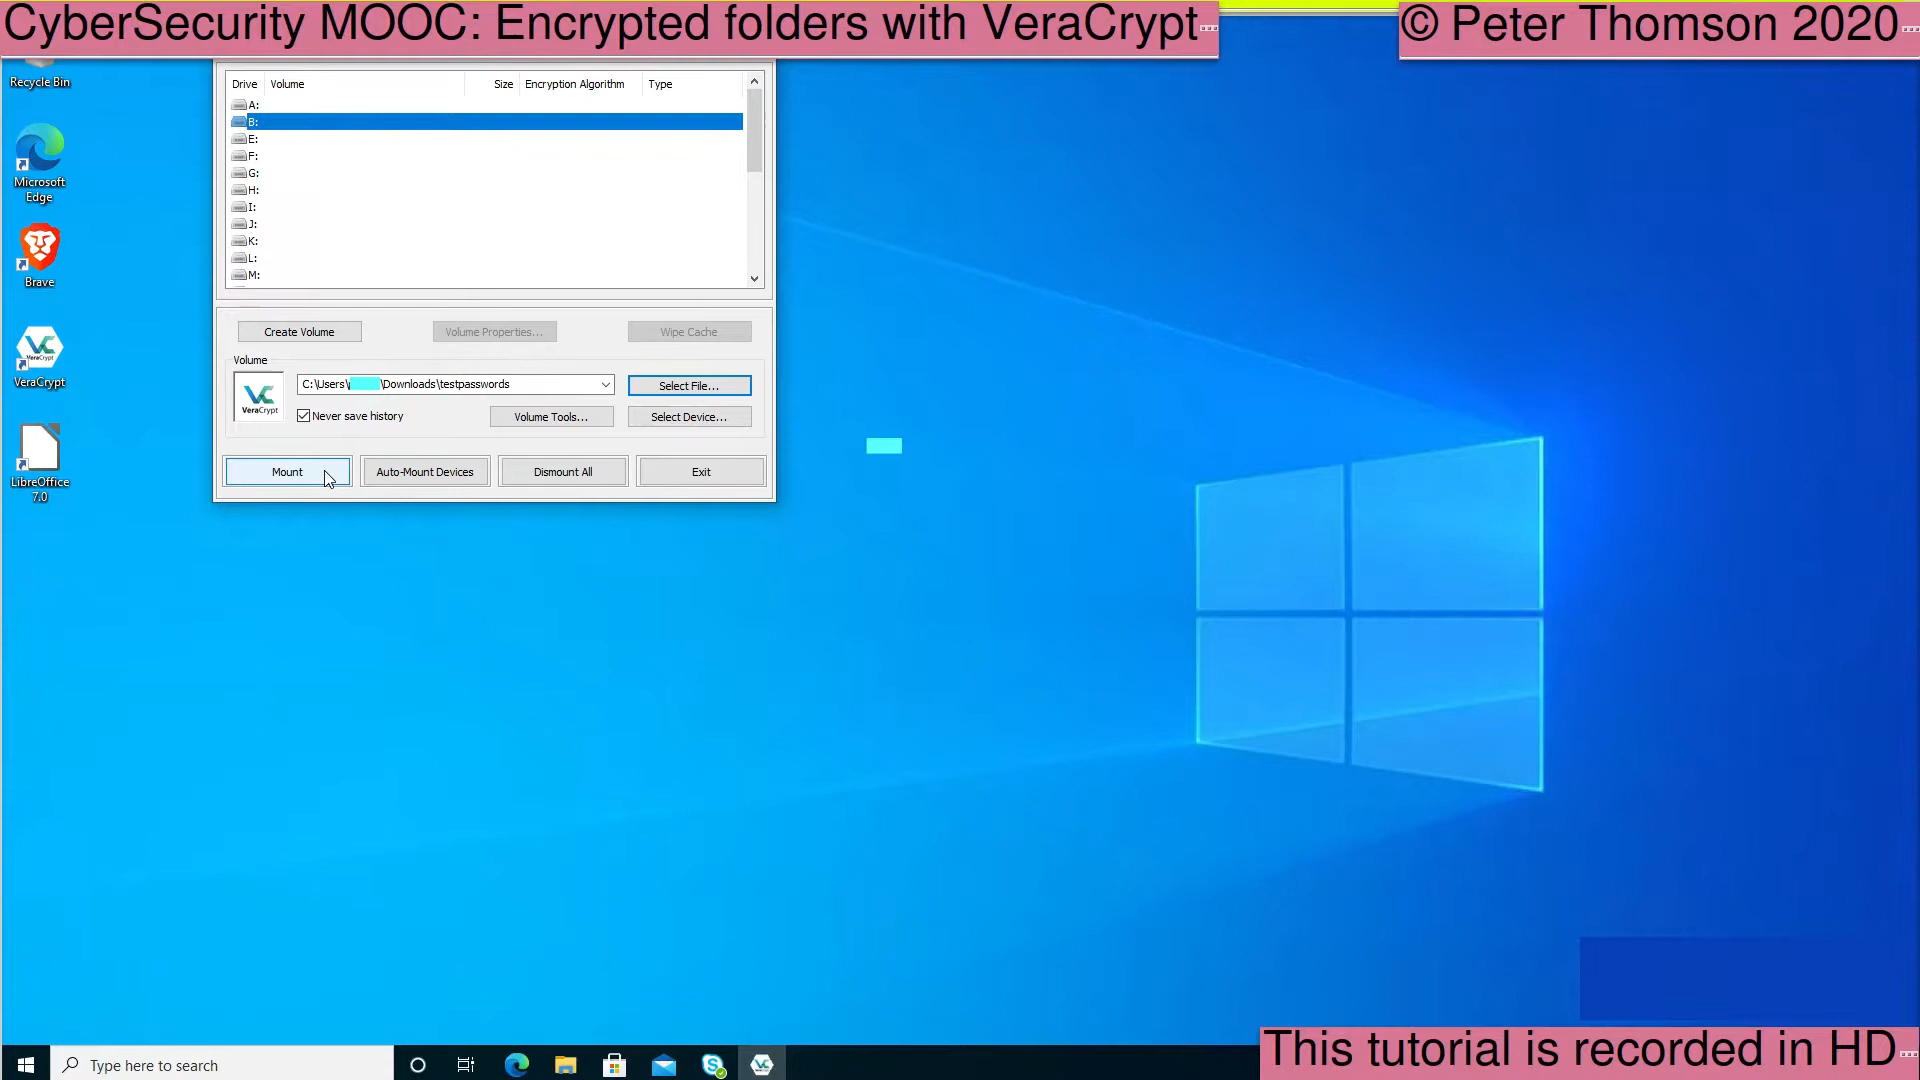 CyberSecurity MOOC: Encrypted folders with VeraCrypt
© Peter Thomson 2020
Recycle Bin
Microsoft
Edge
Brave
VeraCrypt
LibreOffice
7.0
Drive Volume Size Encryption Algorithm Type
A:
B:
E:
F:
G:
H:
I:
J:
K:
L:
M:
Create Volume Volume Properties... Wipe Cache
Volume
VeraCrypt
C:\Users\ \Downloads\testpasswords Select File...
Never save history Volume Tools... Select Device...
Mount Auto-Mount Devices Dismount All Exit
Type here to search
This tutorial is recorded in HD